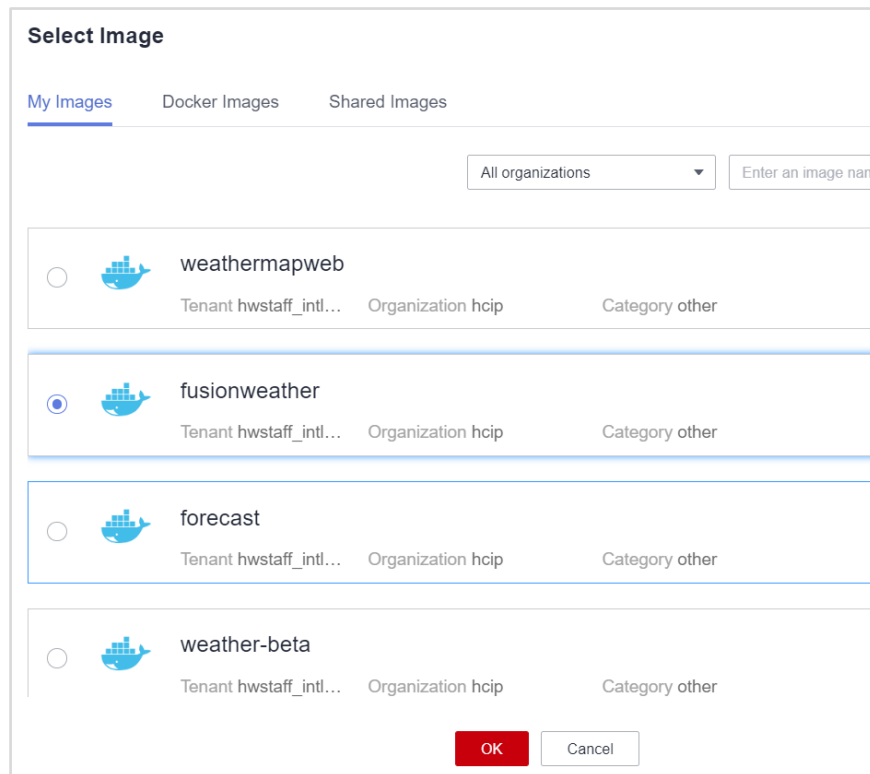 Select Image
My Images Docker Images Shared Images
All organizations Enter an image
weathermapweb
Tenant hwstaff_intl... Organization hcip Category other
fusionweather
Tenant hwstaff_intl... Organization hcip Category other
forecast
Tenant hwstaff_intl... Organization hcip Category other
weather-beta
Tenant hwstaff_intl... Organization hcip Category other
OK Cancel